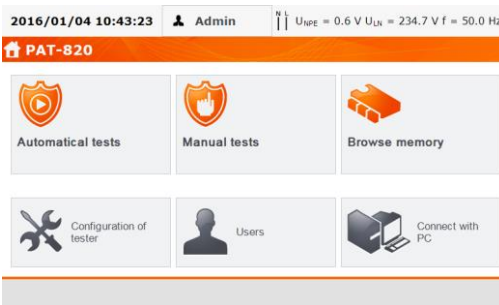 2016/01/04 10:43:23 Admin N L UNPE = 0.6 V ULN = 234.7 V f = 50.0 Hz
PAT-820
Automatical tests Manual tests Browse memory
Configuration of tester Users Connect with PC